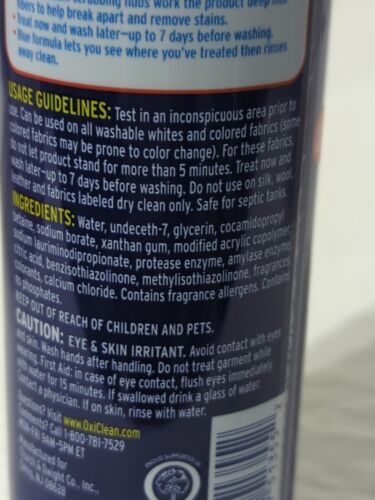 scrubbing nubs work the product deep into
fibers to help break apart and remove stains.
• Treat now and wash later—up to 7 days before washing.
• Blue formula lets you see where you've treated then rinses
away clean.
USAGE GUIDELINES: Test in an inconspicuous area prior to
use. Can be used on all washable whites and colored fabrics (some
colored fabrics may be prone to color change). For these fabrics,
do not let product stand for more than 5 minutes. Treat now and
wash later—up to 7 days before washing. Do not use on silk, wool,
leather and fabrics labeled dry clean only. Safe for septic tanks.
INGREDIENTS: Water, undeceth-7, glycerin, cocamidopropyl
betaine, sodium borate, xanthan gum, modified acrylic copolymer,
sodium lauriminodipropionate, protease enzyme, amylase enzyme,
citric acid, benzisothiazolinone, methylisothiazolinone, fragrances,
colorants, calcium chloride. Contains fragrance allergens. Contains
no phosphates.
KEEP OUT OF REACH OF CHILDREN AND PETS.
CAUTION: EYE & SKIN IRRITANT. Avoid contact with eyes
and skin. Wash hands after handling. Do not treat garment while
wearing. First Aid: in case of eye contact, flush eyes immediately
with water for 15 minutes. If swallowed drink a glass of water.
Contact a physician. If on skin, rinse with water.
Questions? Visit www.OxiClean.com
Comments? Call 1-800-781-7529
MON-FRI 9AM-5PM ET
Manufactured for
Church & Dwight Co., Inc.,
Ewing, NJ 08628
PROUD SUPPORTER OF